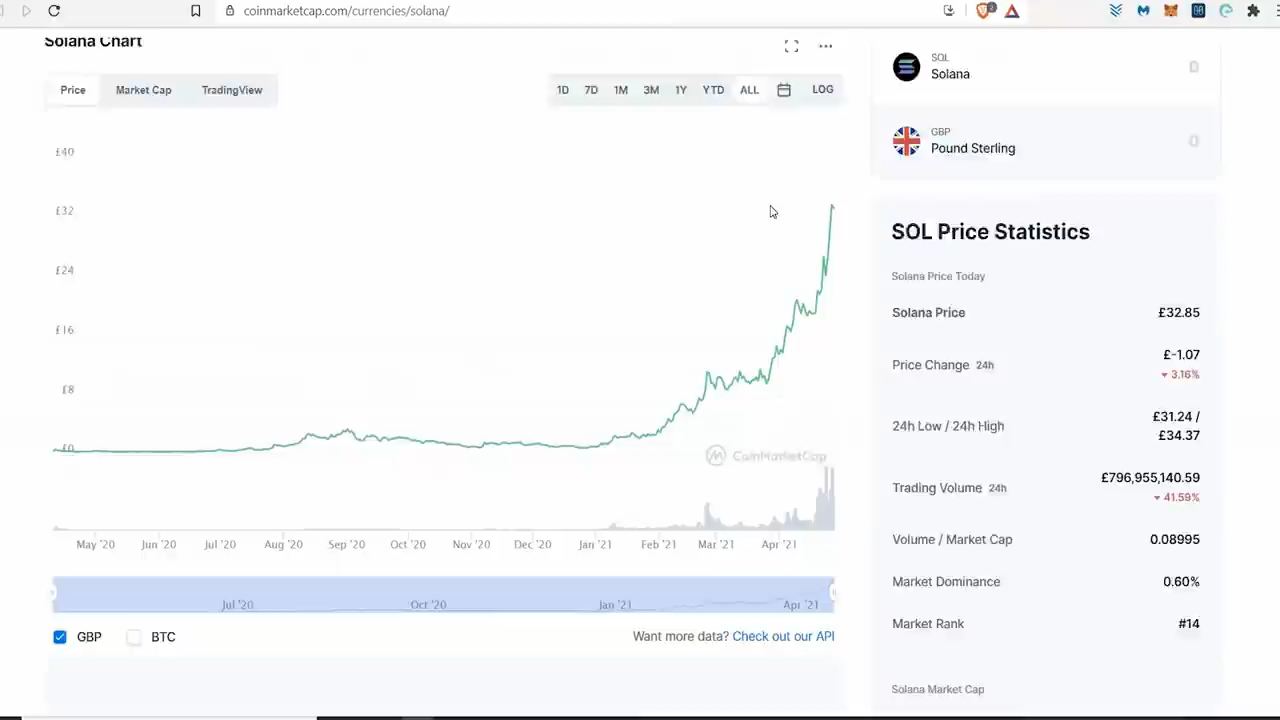 coinmarketcap.com/currencies/solana/
Solana Chart
Price Market Cap TradingView
1D 7D 1M 3M 1Y YTD ALL LOG
£40
£32
£24
£16
£8
£0
CoinMarketCap
May '20 Jun '20 Jul '20 Aug '20 Sep '20 Oct '20 Nov '20 Dec '20 Jan '21 Feb '21 Mar '21 Apr '21
Jul '20 Oct '20 Jan '21 Apr '21
GBP BTC
Want more data? Check out our API
SOL
Solana
0
GBP
Pound Sterling
0
SOL Price Statistics
Solana Price Today
Solana Price £32.85
Price Change 24h £-1.07
3.16%
24h Low / 24h High £31.24 /
£34.37
Trading Volume 24h £796,955,140.59
41.59%
Volume / Market Cap 0.08995
Market Dominance 0.60%
Market Rank #14
Solana Market Cap